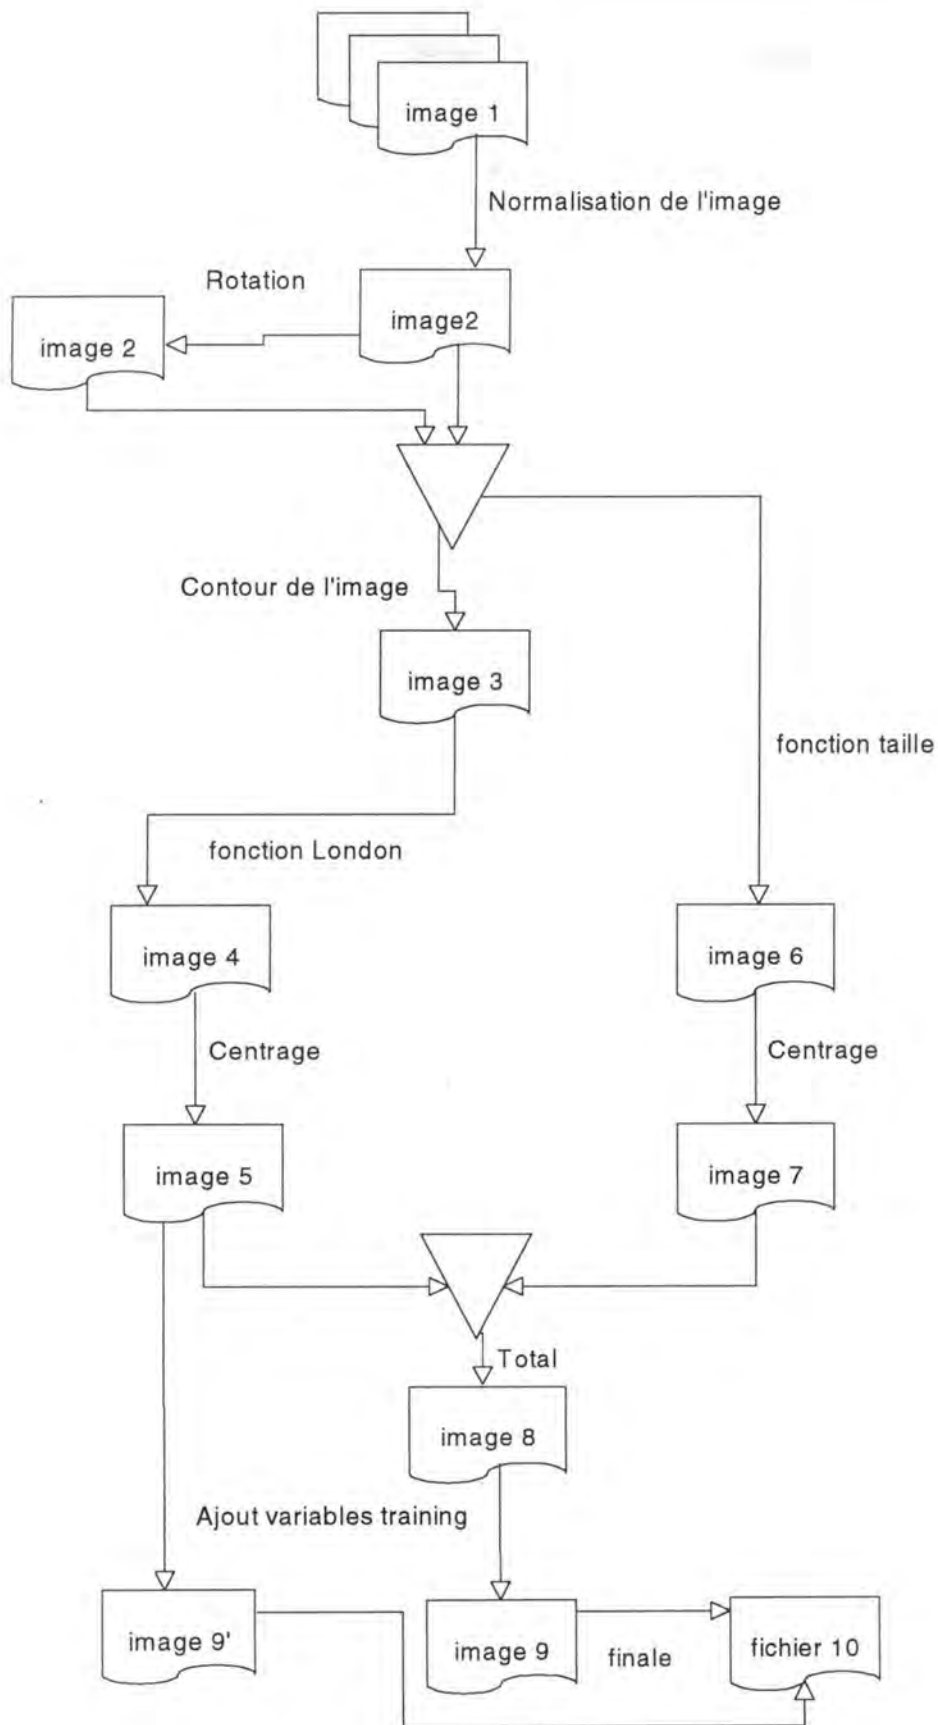 image 1
Normalisation de l'image
Rotation
image2
image 2
Contour de l'image
image 3
fonction taille
fonction London
image 4
image 6
Centrage
Centrage
image 5
image 7
Total
image 8
Ajout variables training
image 9'
image 9
finale
fichier 10